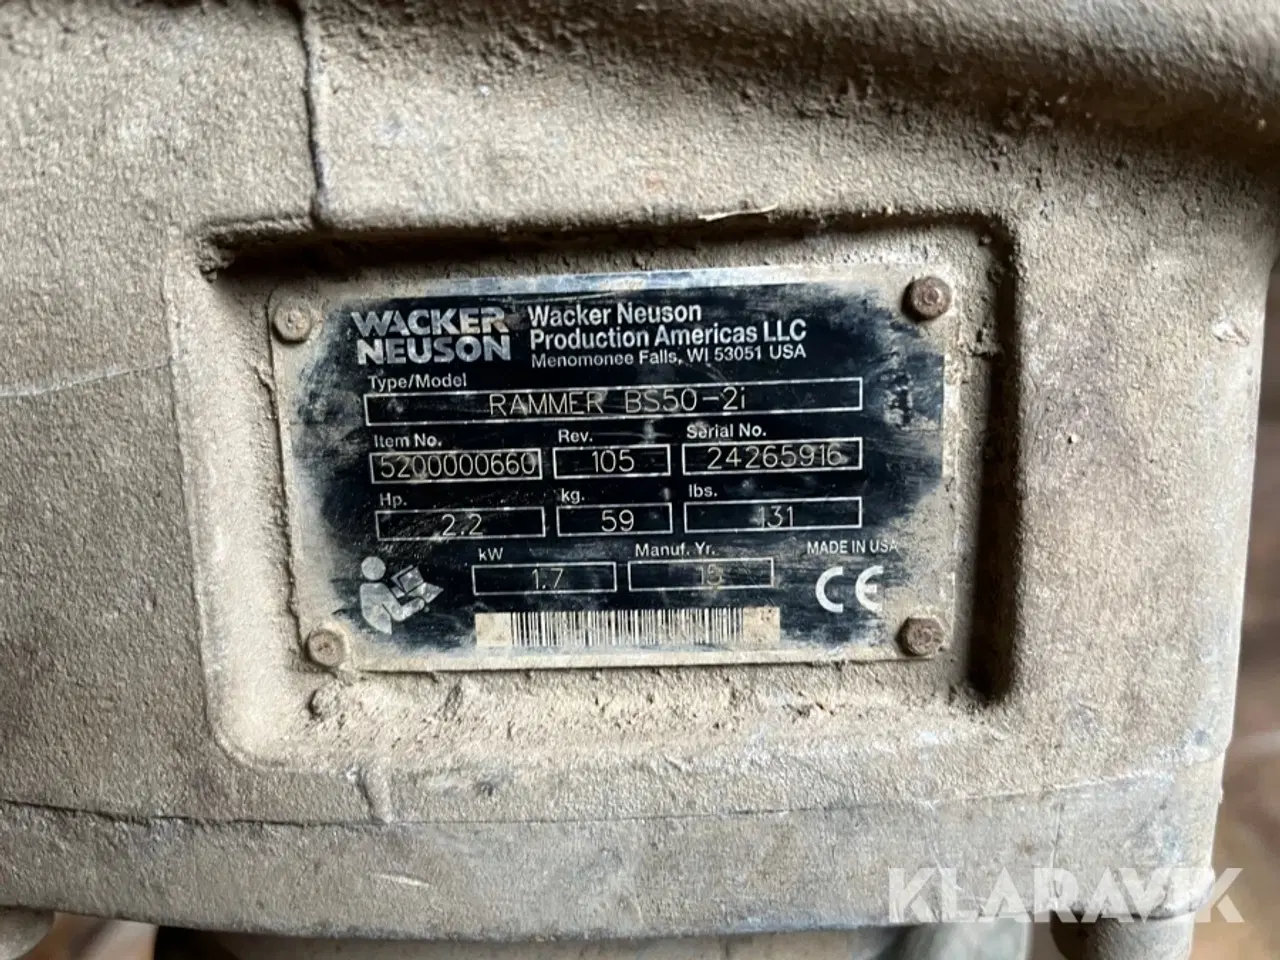 WACKER
NEUSON
Wacker Neuson
Production Americas LLC
Menomonee Falls, WI 53051 USA
Type/Model
RAMMER BS50-2i
Item No. Rev. Serial No.
5200000660 105 24265916
Hp. kg. lbs.
2.2 59 131
kW Manuf. Yr. MADE IN USA
1.7 15
CE
KLARAVIK